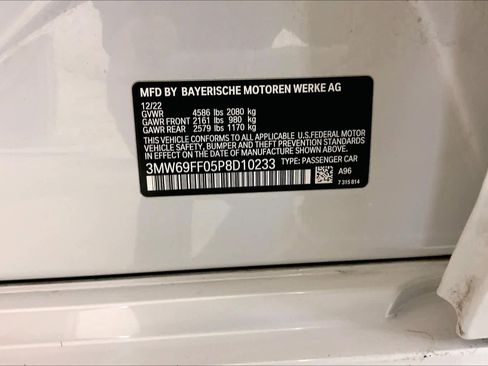 MFD BY BAYERISCHE MOTOREN WERKE AG
12/22
GVWR 4586 lbs 2080 kg
GAWR FRONT 2161 lbs 980 kg
GAWR REAR 2579 lbs 1170 kg
THIS VEHICLE CONFORMS TO ALL APPLICABLE U.S.FEDERAL MOTOR
VEHICLE SAFETY, BUMPER AND THEFT PREVENTION STANDARDS
IN EFFECT ON THE DATE OF MANUFACTURE SHOWN ABOVE.
3MW69FF05P8D10233 TYPE: PASSENGER CAR
A96
7 315 814